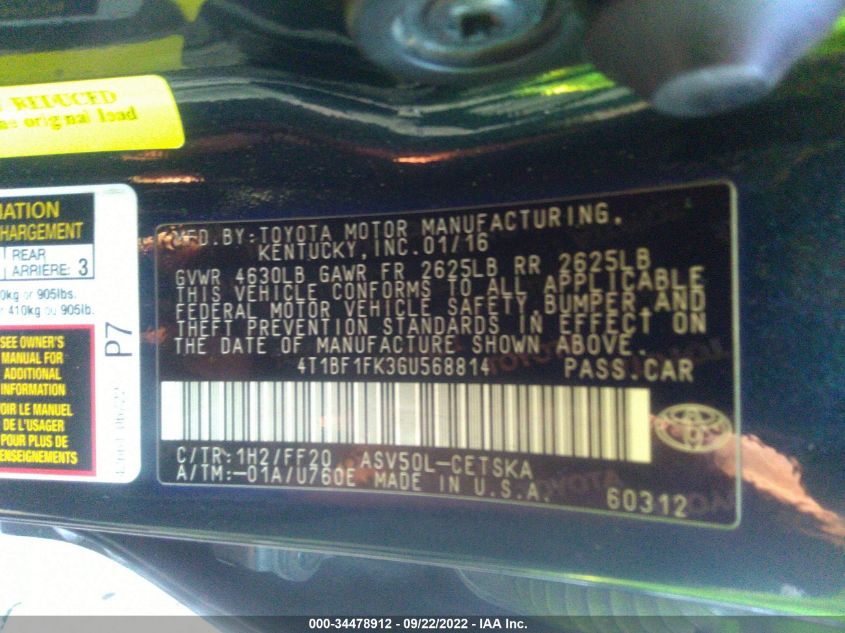 Y REDUCED
original load
MATION
CHARGEMENT
REAR
ARRIÈRE: 3
kg or 905lbs.
410kg ou 905lb.
SEE OWNER'S
MANUAL FOR
ADDITIONAL
INFORMATION
VOIR LE MANUEL
DE L'USAGER
POUR PLUS DE
RENSEIGNEMENTS
P7
MFD.BY:TOYOTA MOTOR MANUFACTURING,
KENTUCKY,INC.01/16
GVWR 4630LB GAWR FR 2625LB RR 2625LB
THIS VEHICLE CONFORMS TO ALL APPLICABLE
FEDERAL MOTOR VEHICLE SAFETY,BUMPER,AND
THEFT PREVENTION STANDARDS IN EFFECT ON
THE DATE OF MANUFACTURE SHOWN ABOVE.
4T1BF1FK3GU568814 PASS.CAR
C/TR:1H2/FF20 ASV50L-CETSKA
A/TM:-01A/U760E MADE IN U.S.A.
60312
000-34478912 - 09/22/2022 - IAA Inc.